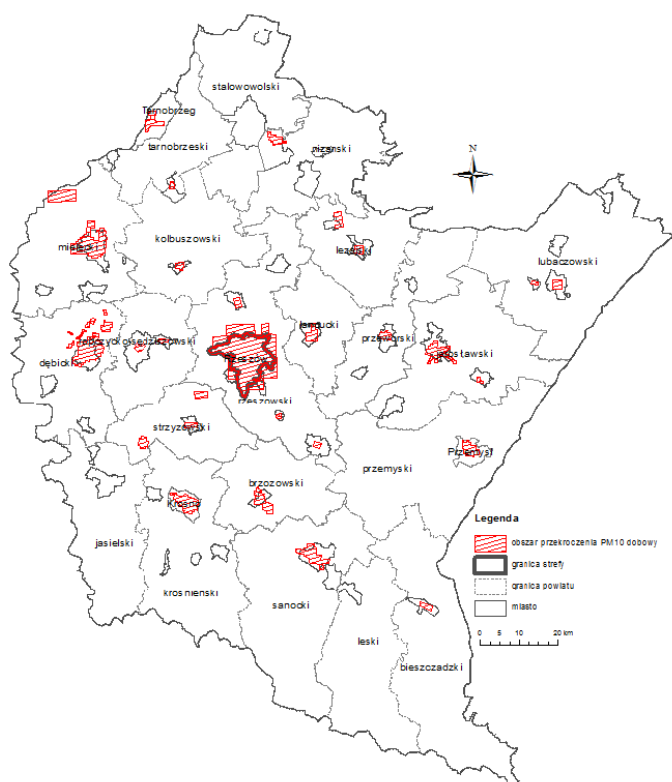 stalowowolski
Tarnobrzeg
tarnobrzeski
niżański
N
kolbuszowski
mielecki
leżajski
lubaczowski
łańcucki
przeworski
jarosławski
dębicki
Rzeszów
rzeszowski
strzyżowski
Przemyśl
przemyski
brzozowski
Krosno
jasielski
krośnieński
sanocki
leski
bieszczadzki
Legenda
obszar przekroczenia PM10 dobowy
granica strefy
granica powiatu
miasto
0 5 10 20 km